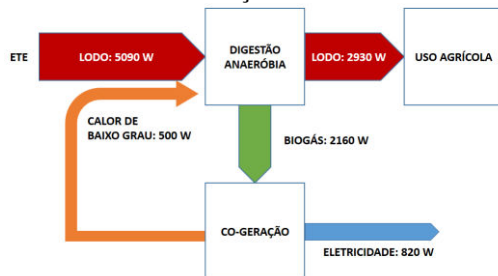 ETE
LODO: 5090 W
DIGESTÃO
ANAERÓBIA
LODO: 2930 W
USO AGRÍCOLA
CALOR DE
BAIXO GRAU: 500 W
BIOGÁS: 2160 W
CO-GERAÇÃO
ELETRICIDADE: 820 W